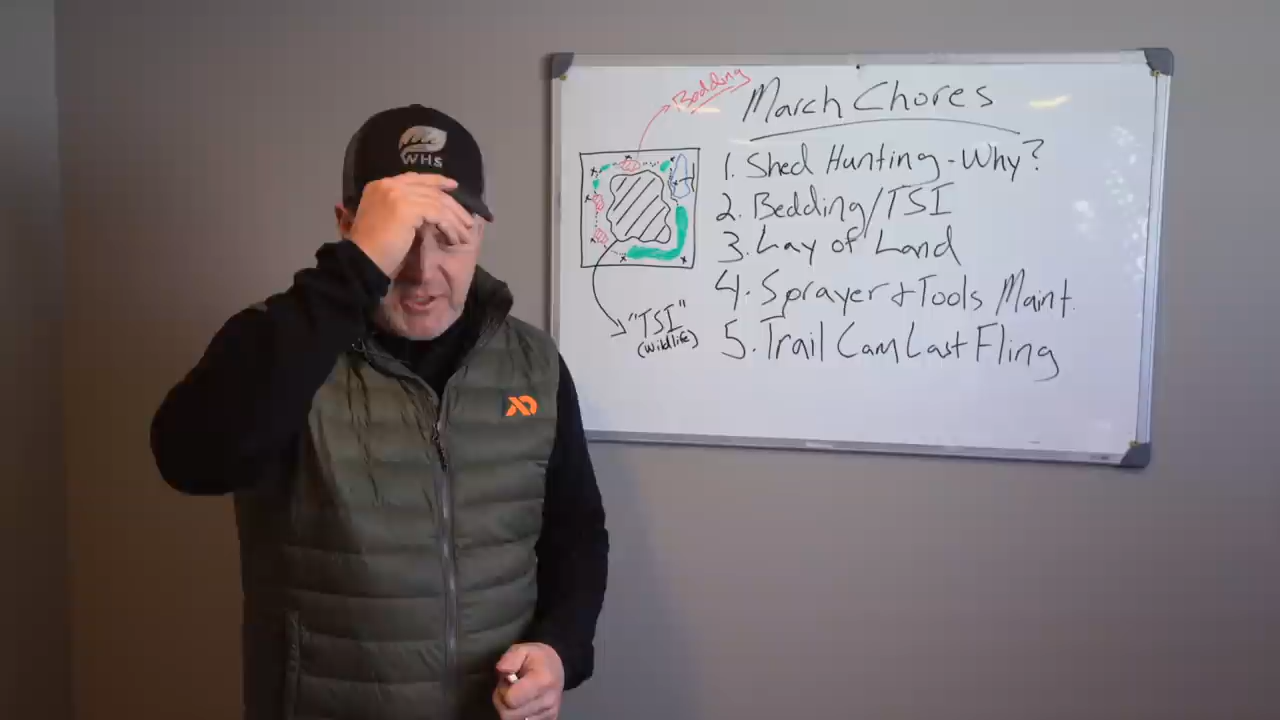 WHS
XD
Bedding
March Chores
1. Shed Hunting - Why?
2. Bedding/TSI
3. Lay of Land
4. Sprayer & Tools Maint.
5. Trail Cam Last Fling
"TSI"
(Wildlife)